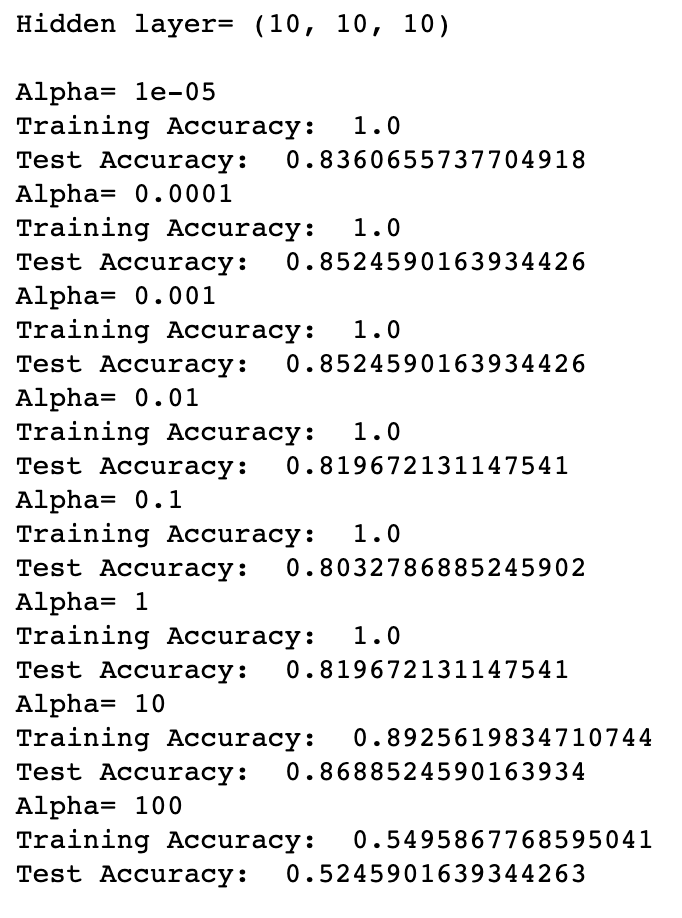 Hidden layer= (10, 10, 10)
Alpha= 1e-05
Training Accuracy:  1.0
Test Accuracy:  0.8360655737704918
Alpha= 0.0001
Training Accuracy:  1.0
Test Accuracy:  0.8524590163934426
Alpha= 0.001
Training Accuracy:  1.0
Test Accuracy:  0.8524590163934426
Alpha= 0.01
Training Accuracy:  1.0
Test Accuracy:  0.819672131147541
Alpha= 0.1
Training Accuracy:  1.0
Test Accuracy:  0.8032786885245902
Alpha= 1
Training Accuracy:  1.0
Test Accuracy:  0.819672131147541
Alpha= 10
Training Accuracy:  0.8925619834710744
Test Accuracy:  0.8688524590163934
Alpha= 100
Training Accuracy:  0.5495867768595041
Test Accuracy:  0.5245901639344263